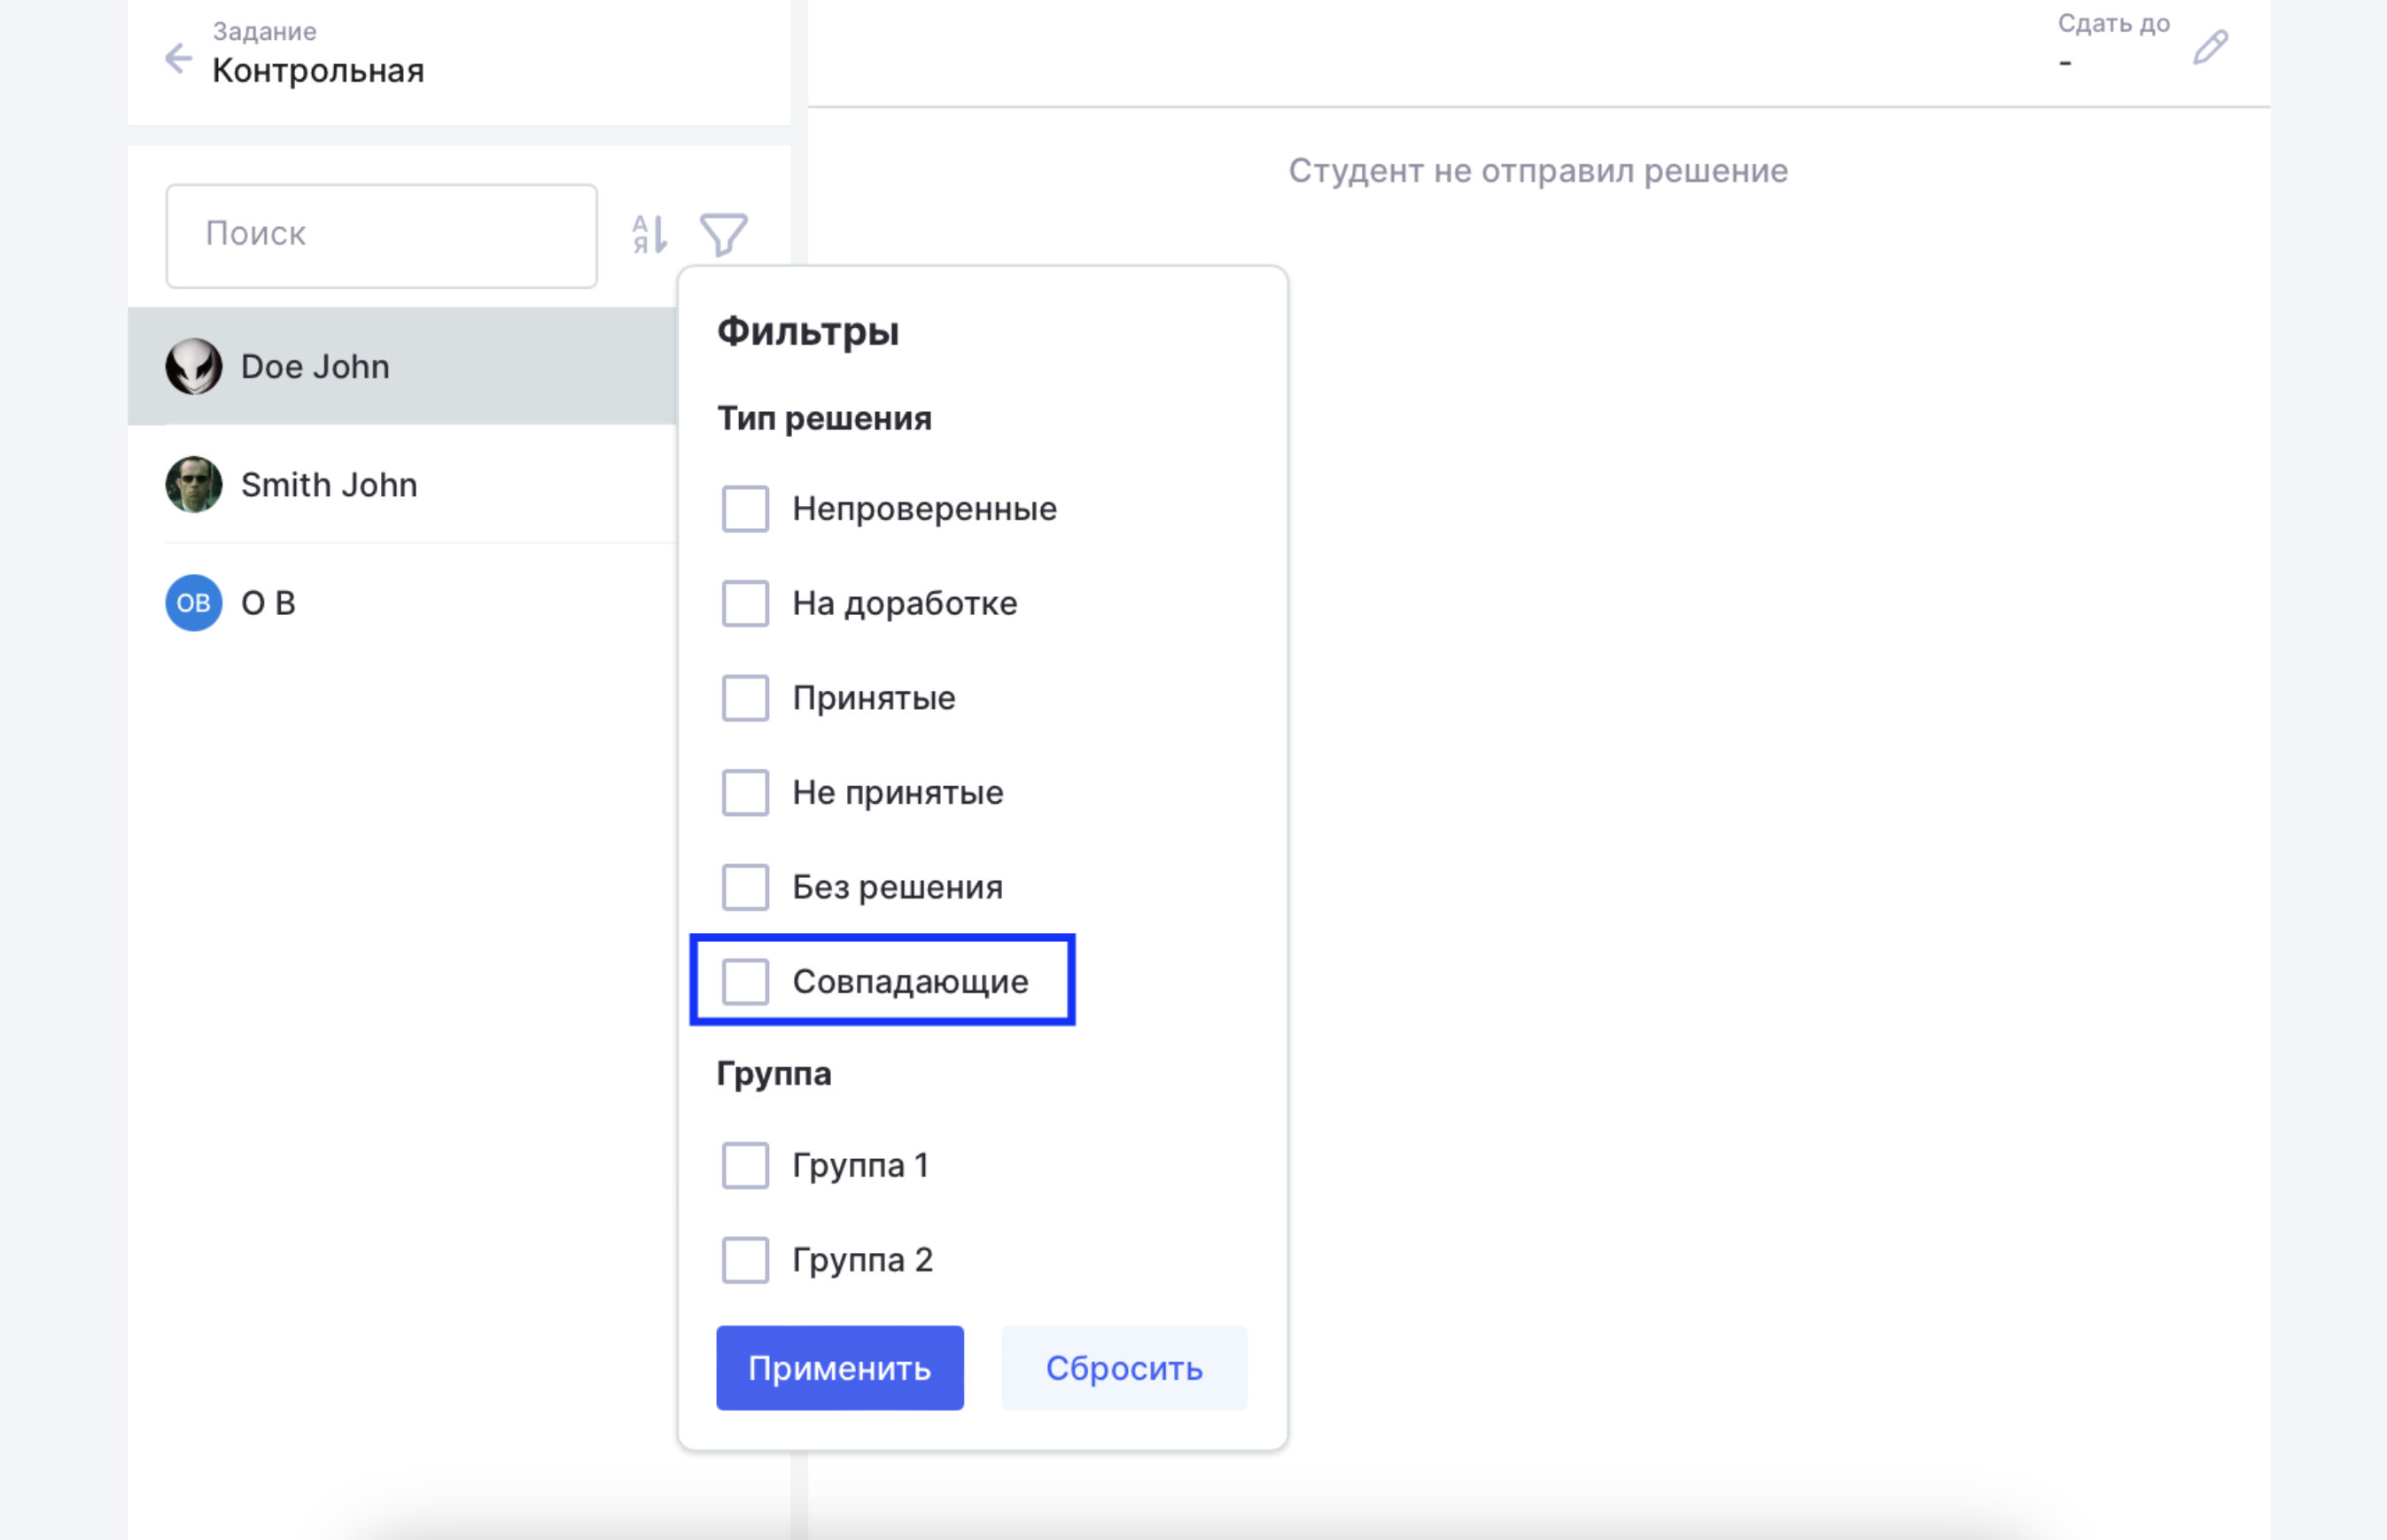 Задание
Контрольная
Сдать до
-
Студент не отправил решение
Поиск
А
Я
Doe John
Smith John
OB
O B
Фильтры
Тип решения
Непроверенные
На доработке
Принятые
Не принятые
Без решения
Совпадающие
Группа
Группа 1
Группа 2
Применить
Сбросить